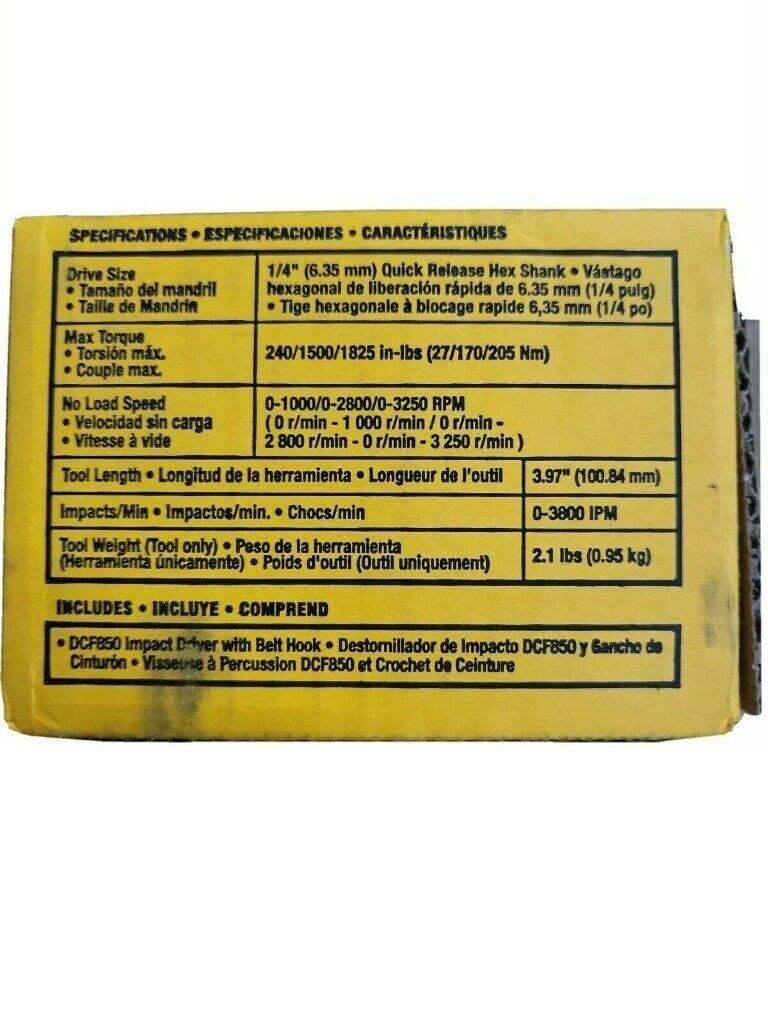 SPECIFICATIONS • ESPECIFICACIONES • CARACTÉRISTIQUES
Drive Size
• Tamaño del mandril
• Taille de Mandrin
1/4" (6.35 mm) Quick Release Hex Shank • Vástago
hexagonal de liberación rápida de 6.35 mm (1/4 pulg)
• Tige hexagonale à blocage rapide 6,35 mm (1/4 po)
Max Torque
• Torsión máx.
• Couple max.
240/1500/1825 in-lbs (27/170/205 Nm)
No Load Speed
• Velocidad sin carga
• Vitesse à vide
0-1000/0-2800/0-3250 RPM
( 0 r/min - 1 000 r/min / 0 r/min -
2 800 r/min - 0 r/min - 3 250 r/min )
Tool Length • Longitud de la herramienta • Longueur de l'outil
3.97" (100.84 mm)
Impacts/Min • Impactos/min. • Chocs/min
0-3800 IPM
Tool Weight (Tool only) • Peso de la herramienta
(Herramienta únicamente) • Poids d'outil (Outil uniquement)
2.1 lbs (0.95 kg)
INCLUDES • INCLUYE • COMPREND
• DCF850 Impact Driver with Belt Hook • Destornillador de Impacto DCF850 y Gancho de
Cinturón • Visseuse à Percussion DCF850 et Crochet de Ceinture